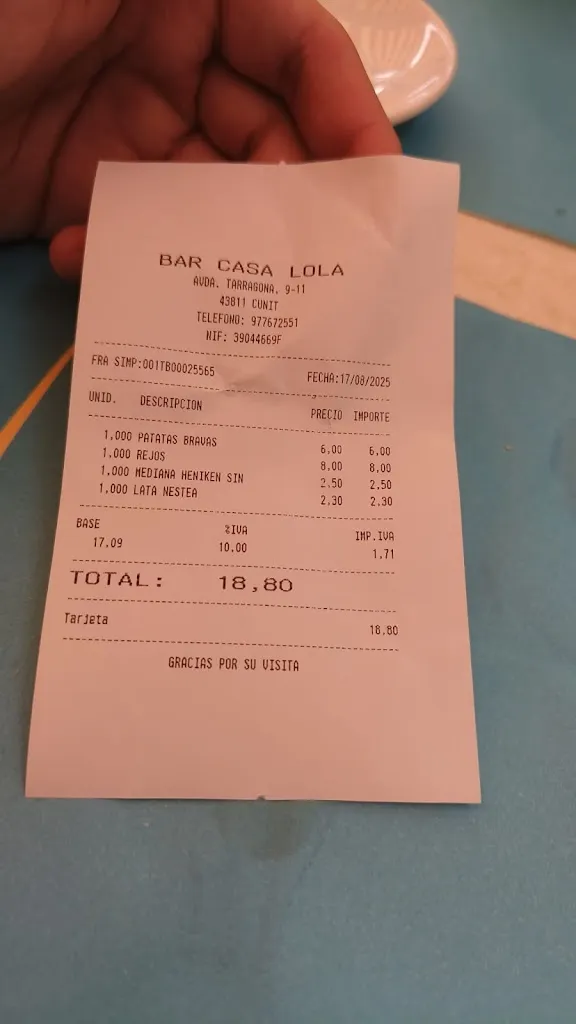 BAR CASA LOLA
AVDA. TARRAGONA, 9-11
43811 CUNIT
TELEFONO: 977672551
NIF: 39044669F
FRA SIMP:001TB00025565 FECHA:17/08/2025
UNID. DESCRIPCION PRECIO IMPORTE
1,000 PATATAS BRAVAS 6,00 6,00
1,000 REJOS 8,00 8,00
1,000 MEDIANA HENIKEN SIN 2.50 2.50
1,000 LATA NESTEA 2.30 2.30
BASE %IVA IMP.IVA
17.09 10.00 1.71
TOTAL: 18,80
Tarjeta 18.80
GRACIAS POR SU VISITA